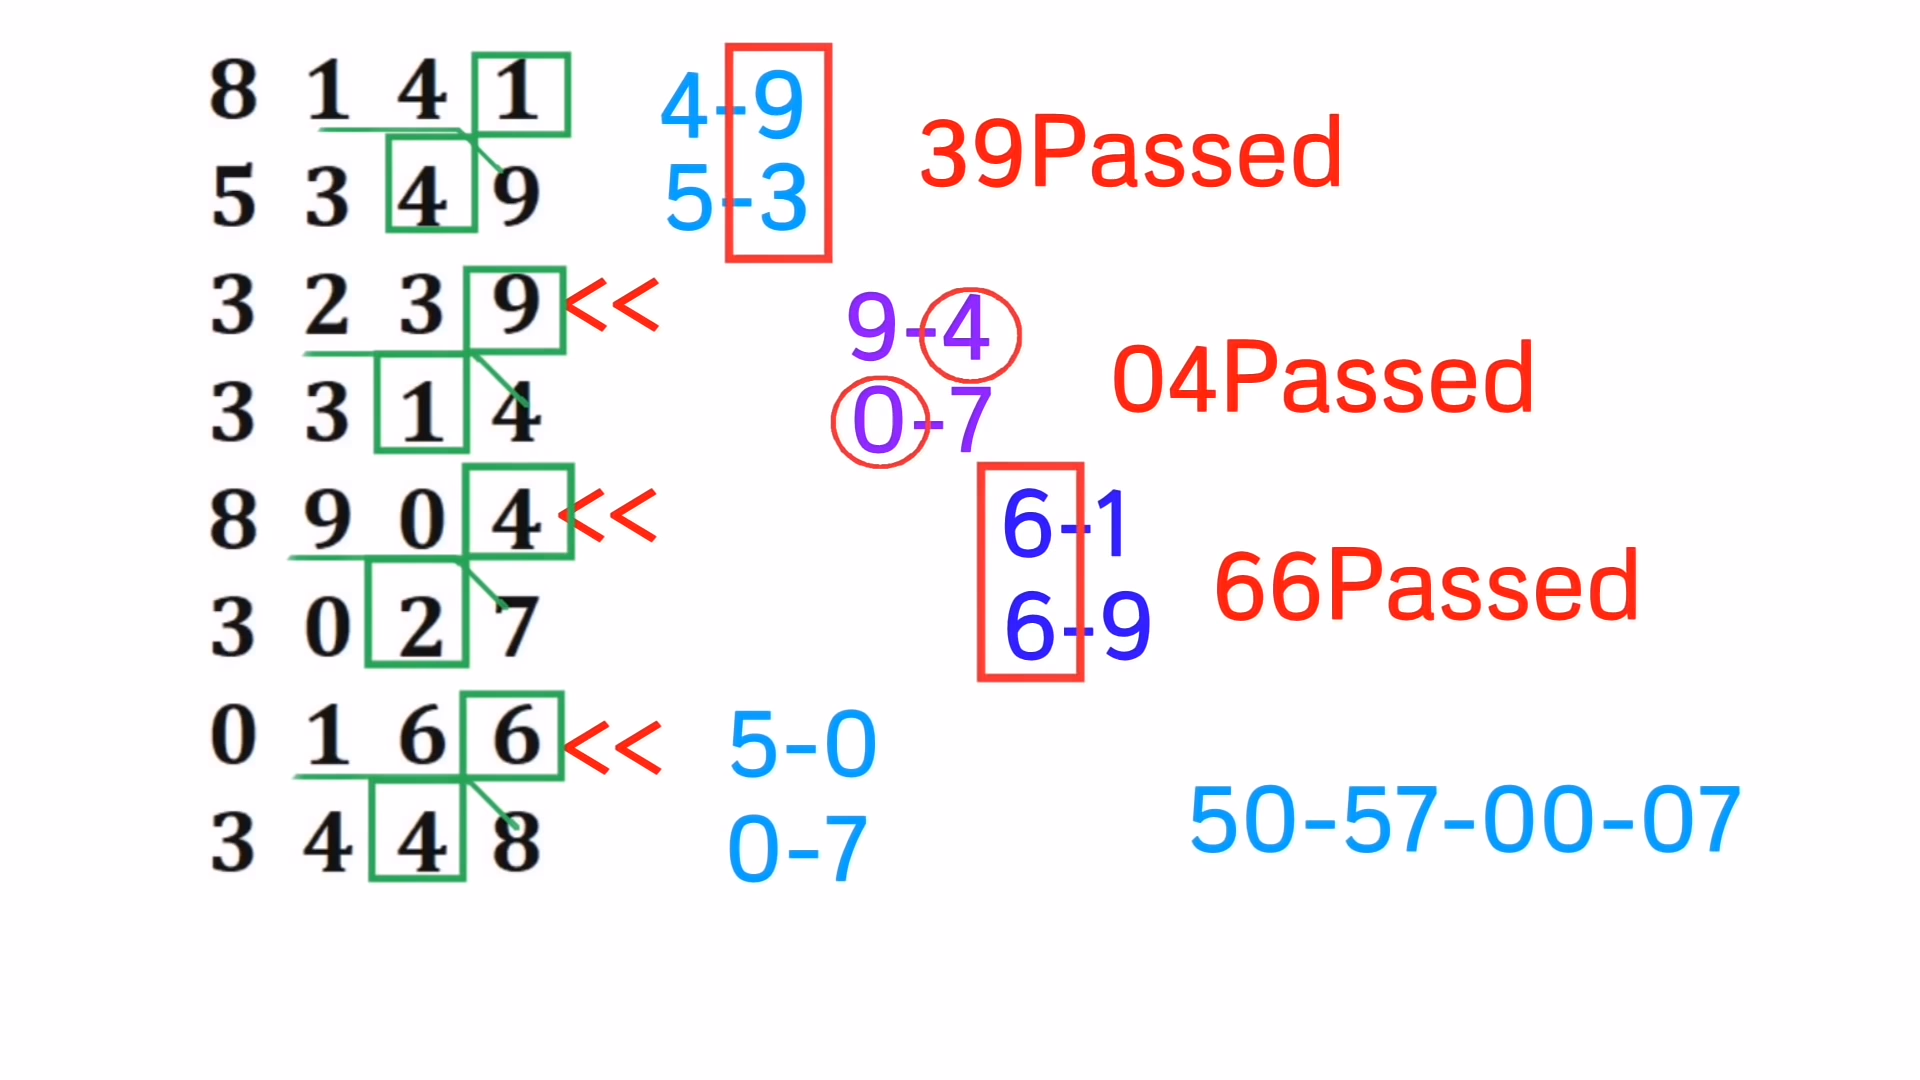 8 1 4 1
5 3 4 9
3 2 3 9 <<
3 3 1 4
8 9 0 4 <<
3 0 2 7
0 1 6 6 <<
3 4 4 8
4-9
5-3
39Passed
9-4
0-7
04Passed
6-1
6-9
66Passed
5-0
0-7
50-57-00-07